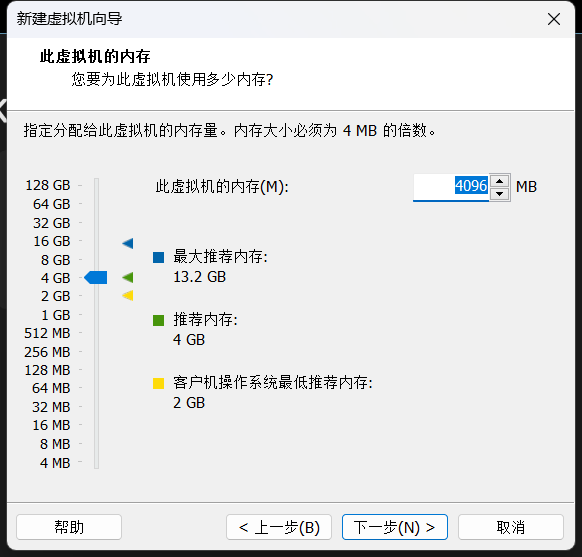 新建虚拟机向导
此虚拟机的内存
您要为此虚拟机使用多少内存?
指定分配给此虚拟机的内存量。内存大小必须为 4 MB 的倍数。
此虚拟机的内存(M): 4096 MB
128 GB
64 GB
32 GB
16 GB
8 GB
4 GB
2 GB
1 GB
512 MB
256 MB
128 MB
64 MB
32 MB
16 MB
8 MB
4 MB
最大推荐内存:
13.2 GB
推荐内存:
4 GB
客户机操作系统最低推荐内存:
2 GB
帮助 < 上一步(B) 下一步(N) > 取消